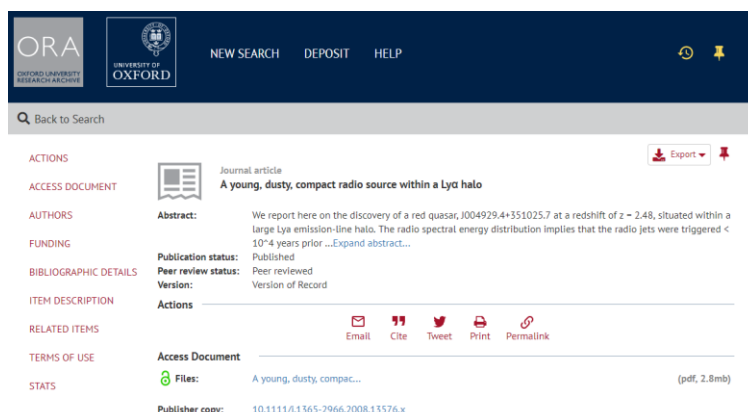 ORA
OXFORD UNIVERSITY
RESEARCH ARCHIVE
UNIVERSITY OF
OXFORD
NEW SEARCH DEPOSIT HELP
Back to Search
ACTIONS
ACCESS DOCUMENT
AUTHORS
FUNDING
BIBLIOGRAPHIC DETAILS
ITEM DESCRIPTION
RELATED ITEMS
TERMS OF USE
STATS
Export
Journal article
A young, dusty, compact radio source within a Lyα halo
Abstract: We report here on the discovery of a red quasar, J004929.4+351025.7 at a redshift of z = 2.48, situated within a
large Lya emission-line halo. The radio spectral energy distribution implies that the radio jets were triggered <
10^4 years prior ...Expand abstract...
Publication status: Published
Peer review status: Peer reviewed
Version: Version of Record
Actions
Email Cite Tweet Print Permalink
Access Document
Files: A young, dusty, compac... (pdf, 2.8mb)
Publisher copy: 10.1111/j.1365-2966.2008.13576.x